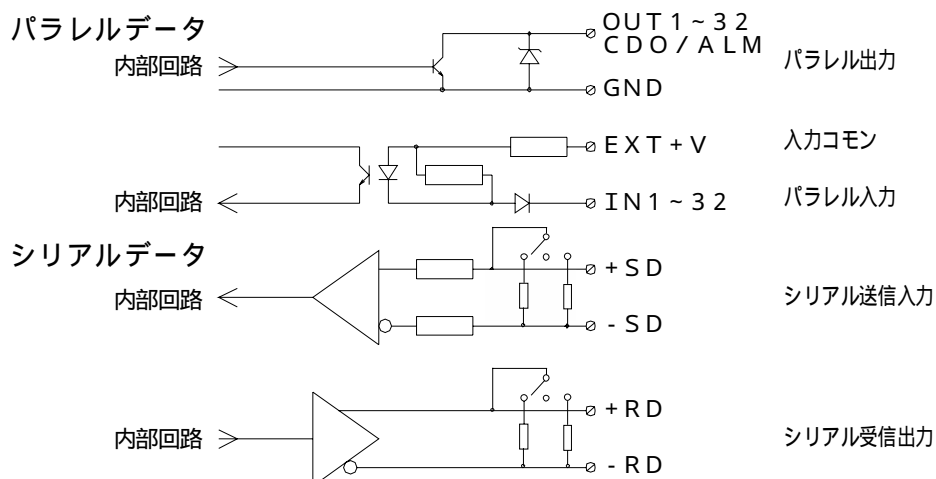 パラレルデータ
OUT1~32
CDO/ALM
パラレル出力
内部回路
GND
EXT+V
入力コモン
内部回路
IN1~32
パラレル入力
シリアルデータ
+SD
内部回路
シリアル送信入力
-SD
+RD
内部回路
シリアル受信出力
-RD